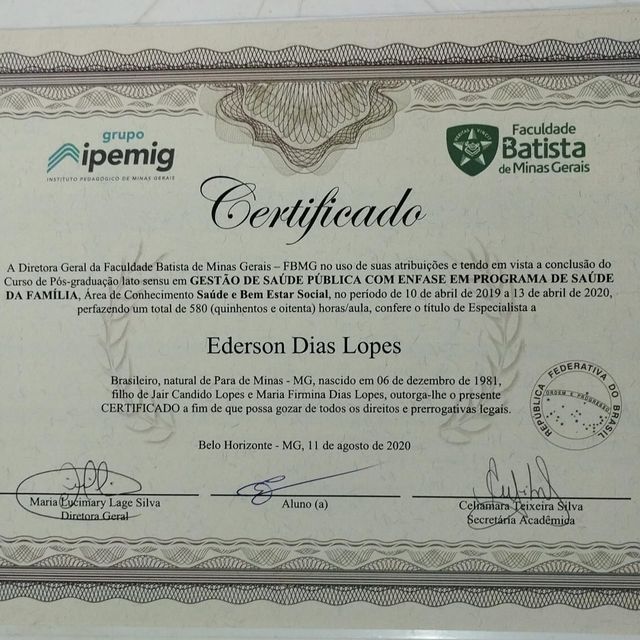 grupo
ipemig
INSTITUTO PEDAGÓGICO DE MINAS GERAIS
Faculdade
Batista
de Minas Gerais
Certificado
A Diretora Geral da Faculdade Batista de Minas Gerais – FBMG no uso de suas atribuições e tendo em vista a conclusão do
Curso de Pós-graduação lato sensu em GESTÃO DE SAÚDE PÚBLICA COM ENFASE EM PROGRAMA DE SAÚDE
DA FAMÍLIA, Área de Conhecimento Saúde e Bem Estar Social, no período de 10 de abril de 2019 a 13 de abril de 2020,
perfazendo um total de 580 (quinhentos e oitenta) horas/aula, confere o título de Especialista a
Ederson Dias Lopes
Brasileiro, natural de Para de Minas - MG, nascido em 06 de dezembro de 1981,
filho de Jair Candido Lopes e Maria Firmina Dias Lopes, outorga-lhe o presente
CERTIFICADO a fim de que possa gozar de todos os direitos e prerrogativas legais.
REPÚBLICA FEDERATIVA DO BRASIL
ORDEM E PROGRESSO
Belo Horizonte - MG, 11 de agosto de 2020
Maria Lucimary Lage Silva
Diretora Geral
Aluno (a)
Celiamara Teixeira Silva
Secretária Acadêmica